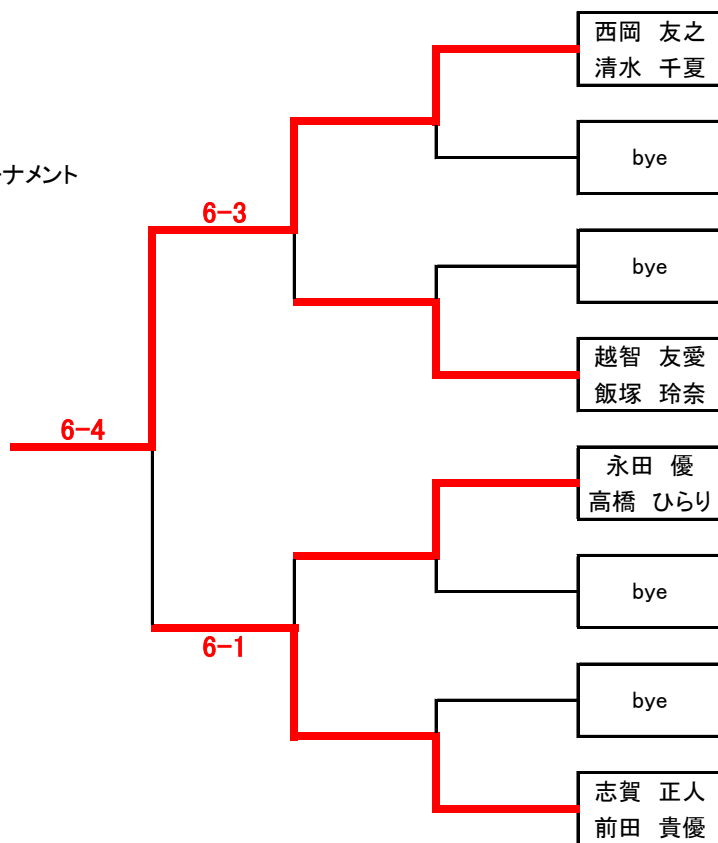 西岡 友之
清水 千夏
bye
ーナメント
6-3
bye
越智 友愛
飯塚 玲奈
6-4
永田 優
高橋 ひらり
bye
6-1
bye
志賀 正人
前田 貴優